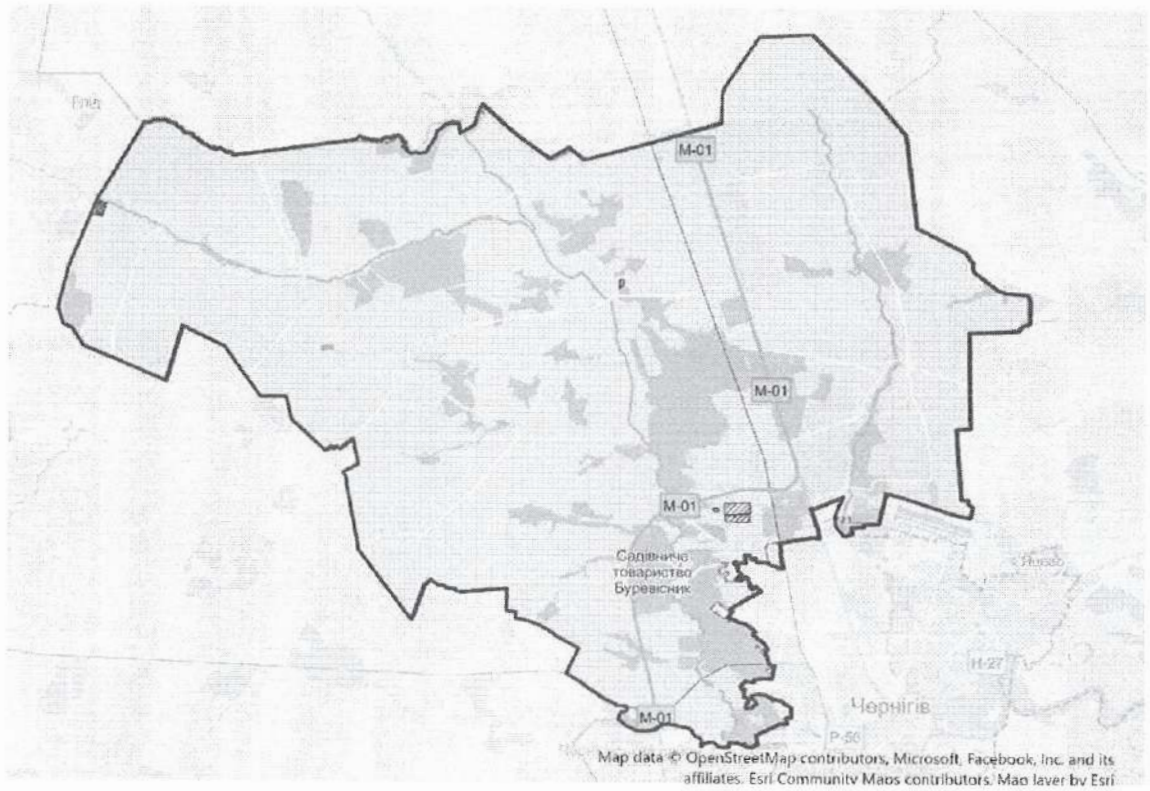 М-01
М-01
М-01
Садівниче
товариство
Буревісник
Н-27
Чернігів
М-01
Р-56
Map data © OpenStreetMap contributors, Microsoft, Facebook, Inc. and its
affiliates. Esri Community Maps contributors. Map layer by Esri